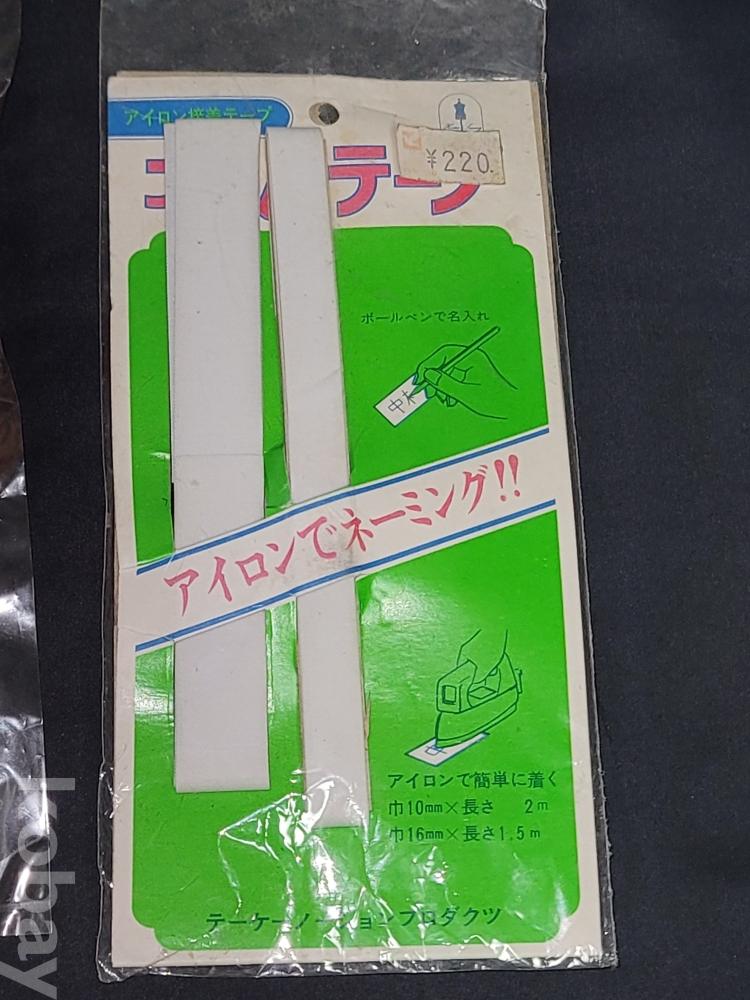 アイロン接着テープ
¥220.
テープ
ボールペンで名入れ
アイロンでネーミング!!
アイロンで簡単に着く
巾10mm×長さ 2m
巾16mm×長さ1.5m
テーケーノーションプロダクツ
kobay